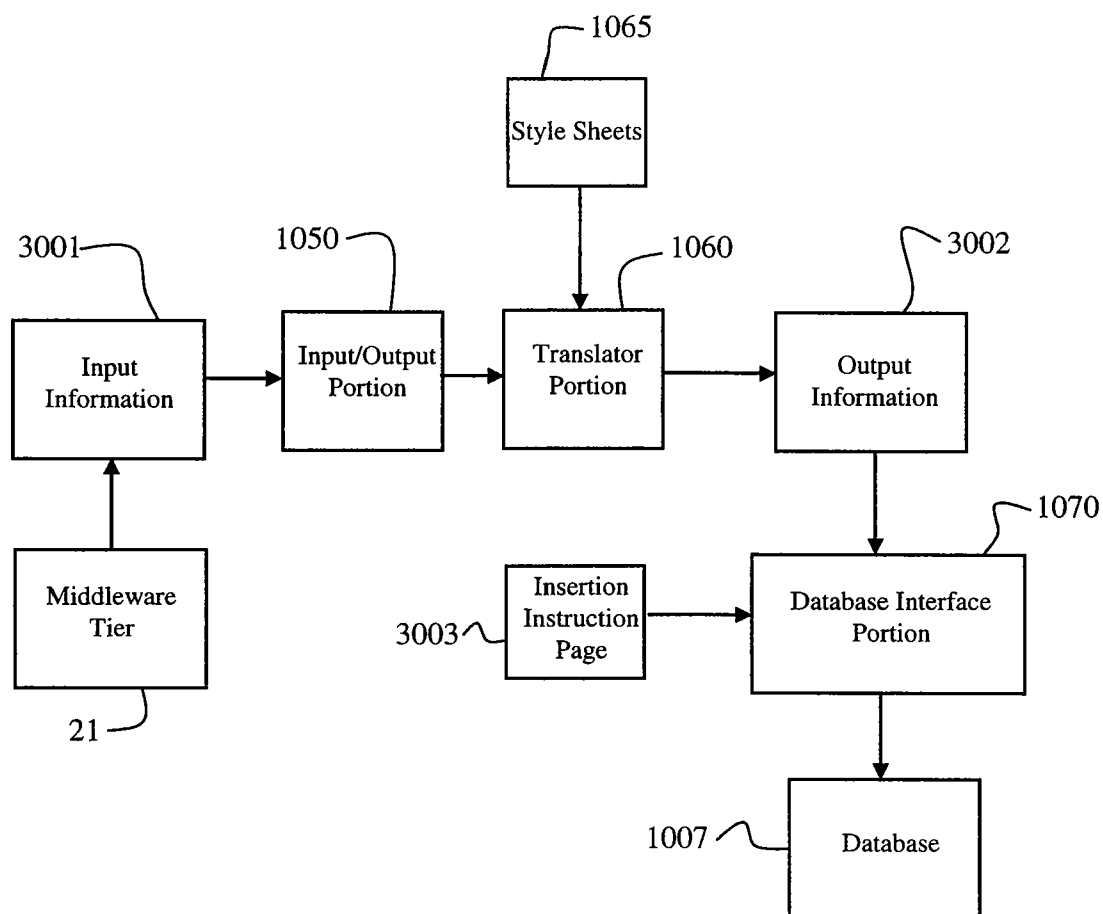 1065
Style Sheets
3001
1050
1060
3002
Input
Information
Input/Output
Portion
Translator
Portion
Output
Information
1070
Middleware
Tier
Insertion
Instruction
Page
3003
Database Interface
Portion
21
1007
Database